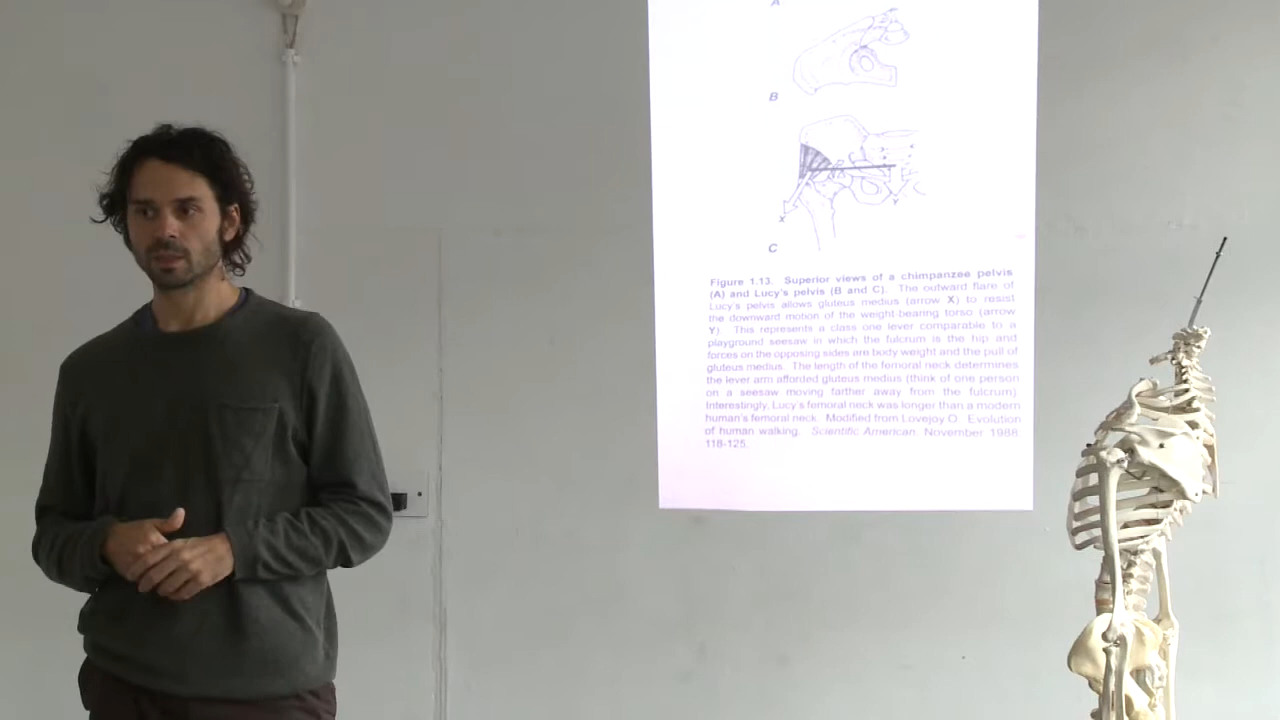 A
B
X
Y
C
Figure 1.13. Superior views of a chimpanzee pelvis
(A) and Lucy's pelvis (B and C). The outward flare of
Lucy's pelvis allows gluteus medius (arrow X) to resist
the downward motion of the weight-bearing torso (arrow
Y). This represents a class one lever comparable to a
playground seesaw in which the fulcrum is the hip and
forces on the opposing sides are body weight and the pull of
gluteus medius. The length of the femoral neck determines
the lever arm afforded gluteus medius (think of one person
on a seesaw moving farther away from the fulcrum).
Interestingly, Lucy's femoral neck was longer than a modern
human's femoral neck. Modified from Lovejoy O. Evolution
of human walking. Scientific American. November 1988
118-125.